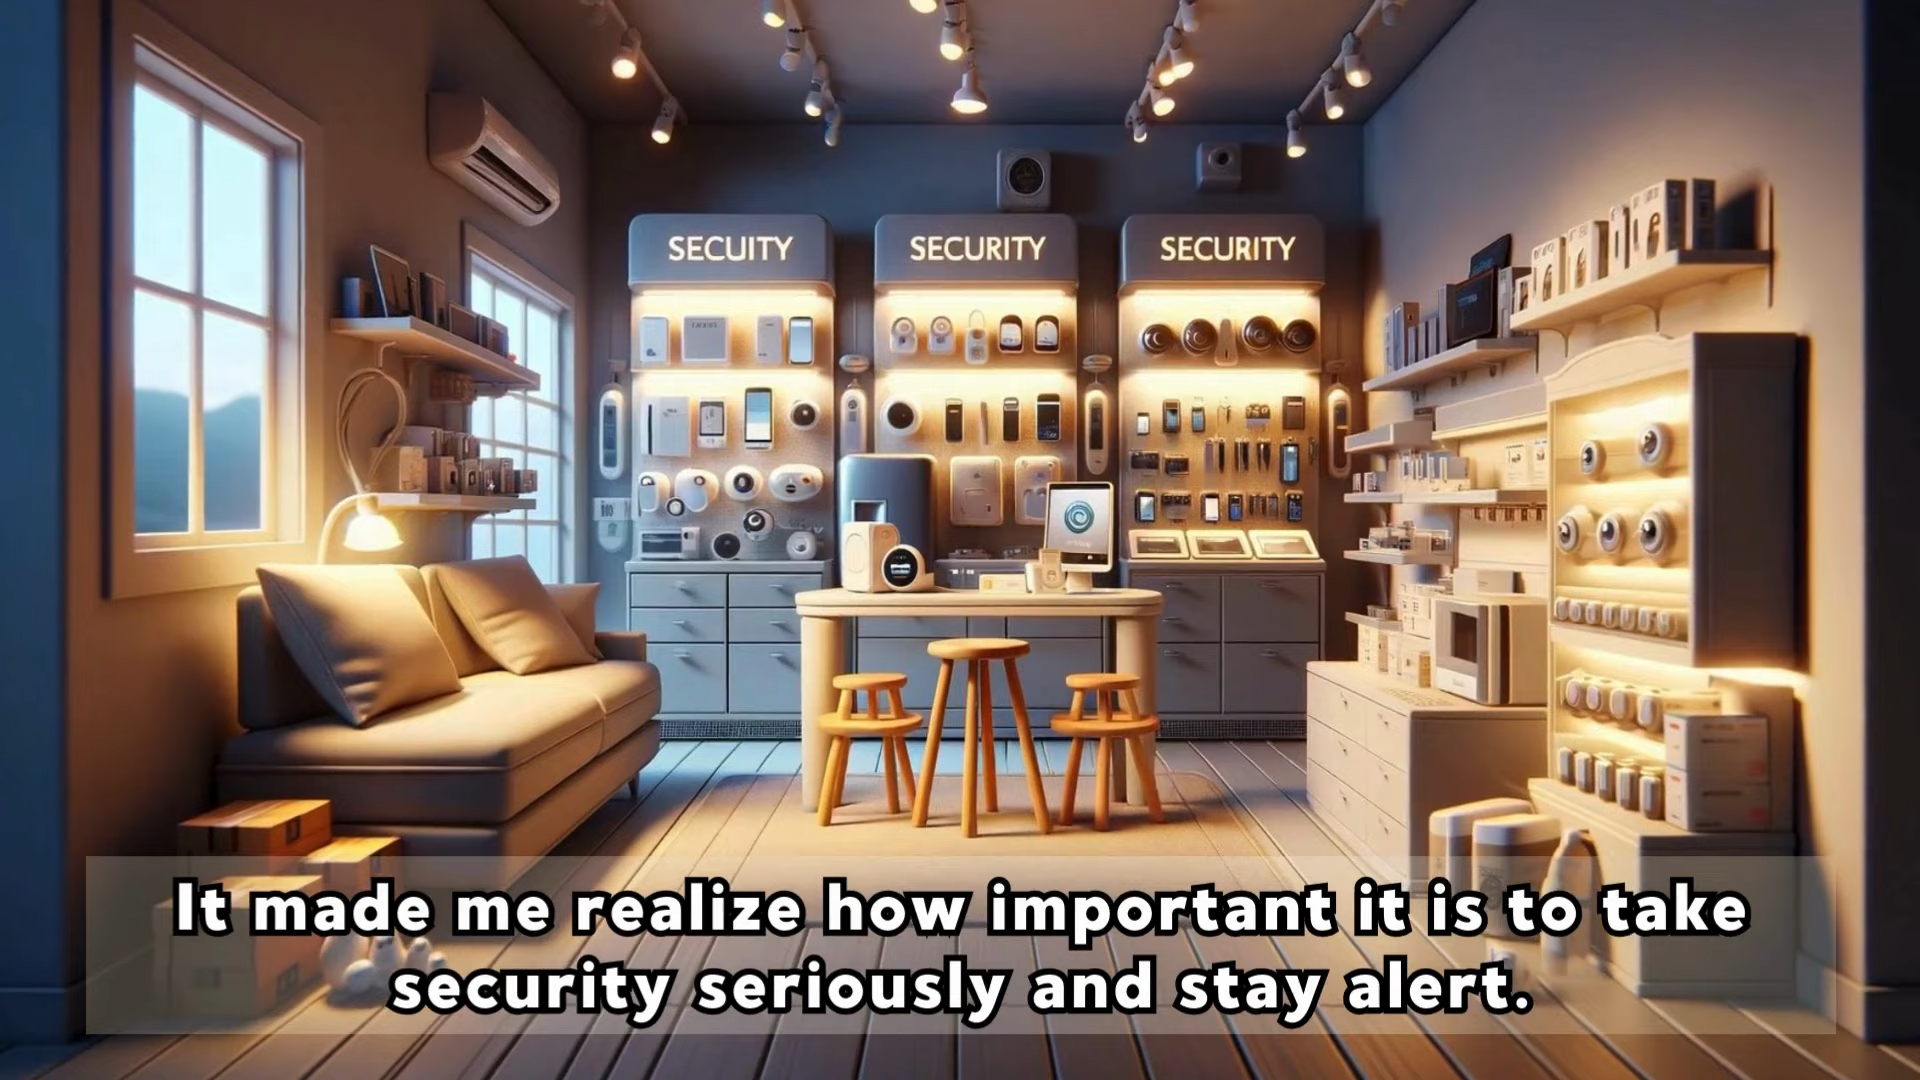 SECUITY
SECURITY
SECURITY
It made me realize how important it is to take
security seriously and stay alert.